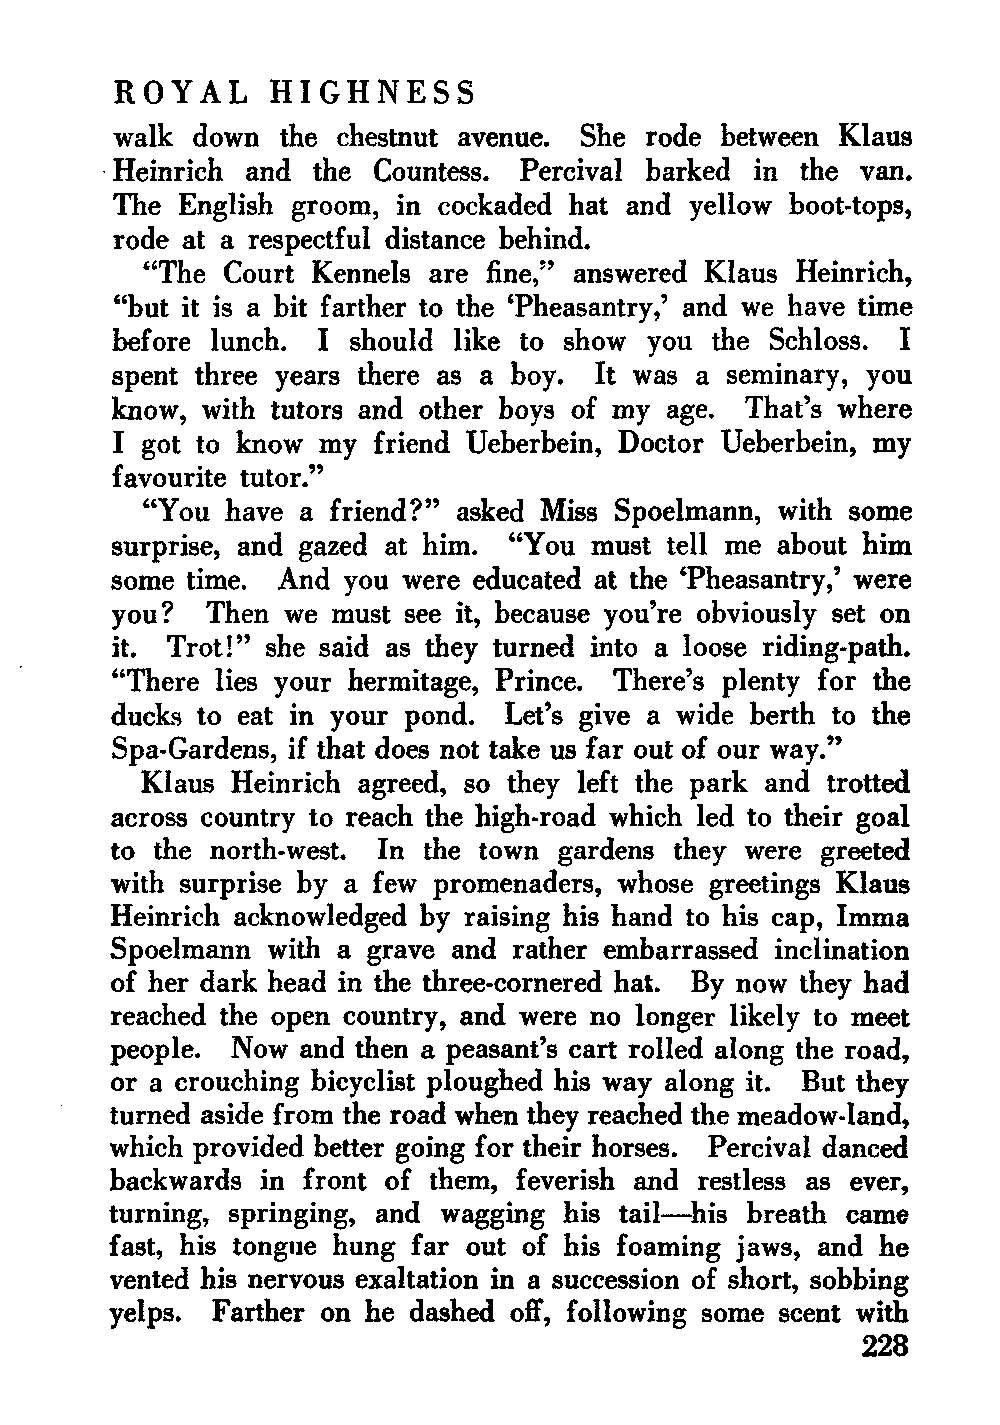 ROYAL HIGHNESS
walk down the chestnut avenue. She rode between Klaus
Heinrich and the Countess. Percival barked in the van.
The English groom, in cockaded hat and yellow boot-tops,
rode at a respectful distance behind.
“The Court Kennels are fine,” answered Klaus Heinrich,
“but it is a bit farther to the ‘Pheasantry,’ and we have time
before lunch. I should like to show you the Schloss. I
spent three years there as a boy. It was a seminary, you
know, with tutors and other boys of my age. That’s where
I got to know my friend Ueberbein, Doctor Ueberbein, my
favourite tutor.”
“You have a friend?” asked Miss Spoelmann, with some
surprise, and gazed at him. “You must tell me about him
some time. And you were educated at the ‘Pheasantry,’ were
you? Then we must see it, because you’re obviously set on
it. Trot!” she said as they turned into a loose riding-path.
“There lies your hermitage, Prince. There’s plenty for the
ducks to eat in your pond. Let’s give a wide berth to the
Spa-Gardens, if that does not take us far out of our way.”
Klaus Heinrich agreed, so they left the park and trotted
across country to reach the high-road which led to their goal
to the north-west. In the town gardens they were greeted
with surprise by a few promenaders, whose greetings Klaus
Heinrich acknowledged by raising his hand to his cap, Imma
Spoelmann with a grave and rather embarrassed inclination
of her dark head in the three-cornered hat. By now they had
reached the open country, and were no longer likely to meet
people. Now and then a peasant’s cart rolled along the road,
or a crouching bicyclist ploughed his way along it. But they
turned aside from the road when they reached the meadow-land,
which provided better going for their horses. Percival danced
backwards in front of them, feverish and restless as ever,
turning, springing, and wagging his tail—his breath came
fast, his tongue hung far out of his foaming jaws, and he
vented his nervous exaltation in a succession of short, sobbing
yelps. Farther on he dashed off, following some scent with
228